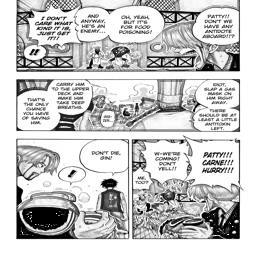 PATTY!!
DON'T WE
HAVE ANY
ANTIDOTE
ABOARD!?
OH, YEAH.
BUT IT'S
FOR FOOD
POISONING!
AND
ANYWAY,
HE'S AN
ENEMY...
I DON'T
CARE WHAT
KIND IT IS,
JUST GET
IT!!
!!
RIOT,
SLAP A GAS
MASK ON
HIM RIGHT
AWAY.
THERE
SHOULD BE
AT LEAST
A LITTLE
ANTITOXIN
LEFT.
CARRY HIM
TO THE UPPER
DECK AND
MAKE HIM
TAKE DEEP
BREATHS.
THAT'S
THE ONLY
CHANCE
YOU HAVE
OF SAVING
HIM.
PATTY!!!
CARNE!!!
HURRY!!!
W-WE'RE
COMING!
DON'T
YELL!!
ME,
TOO?
DON'T DIE,
GIN!
!!